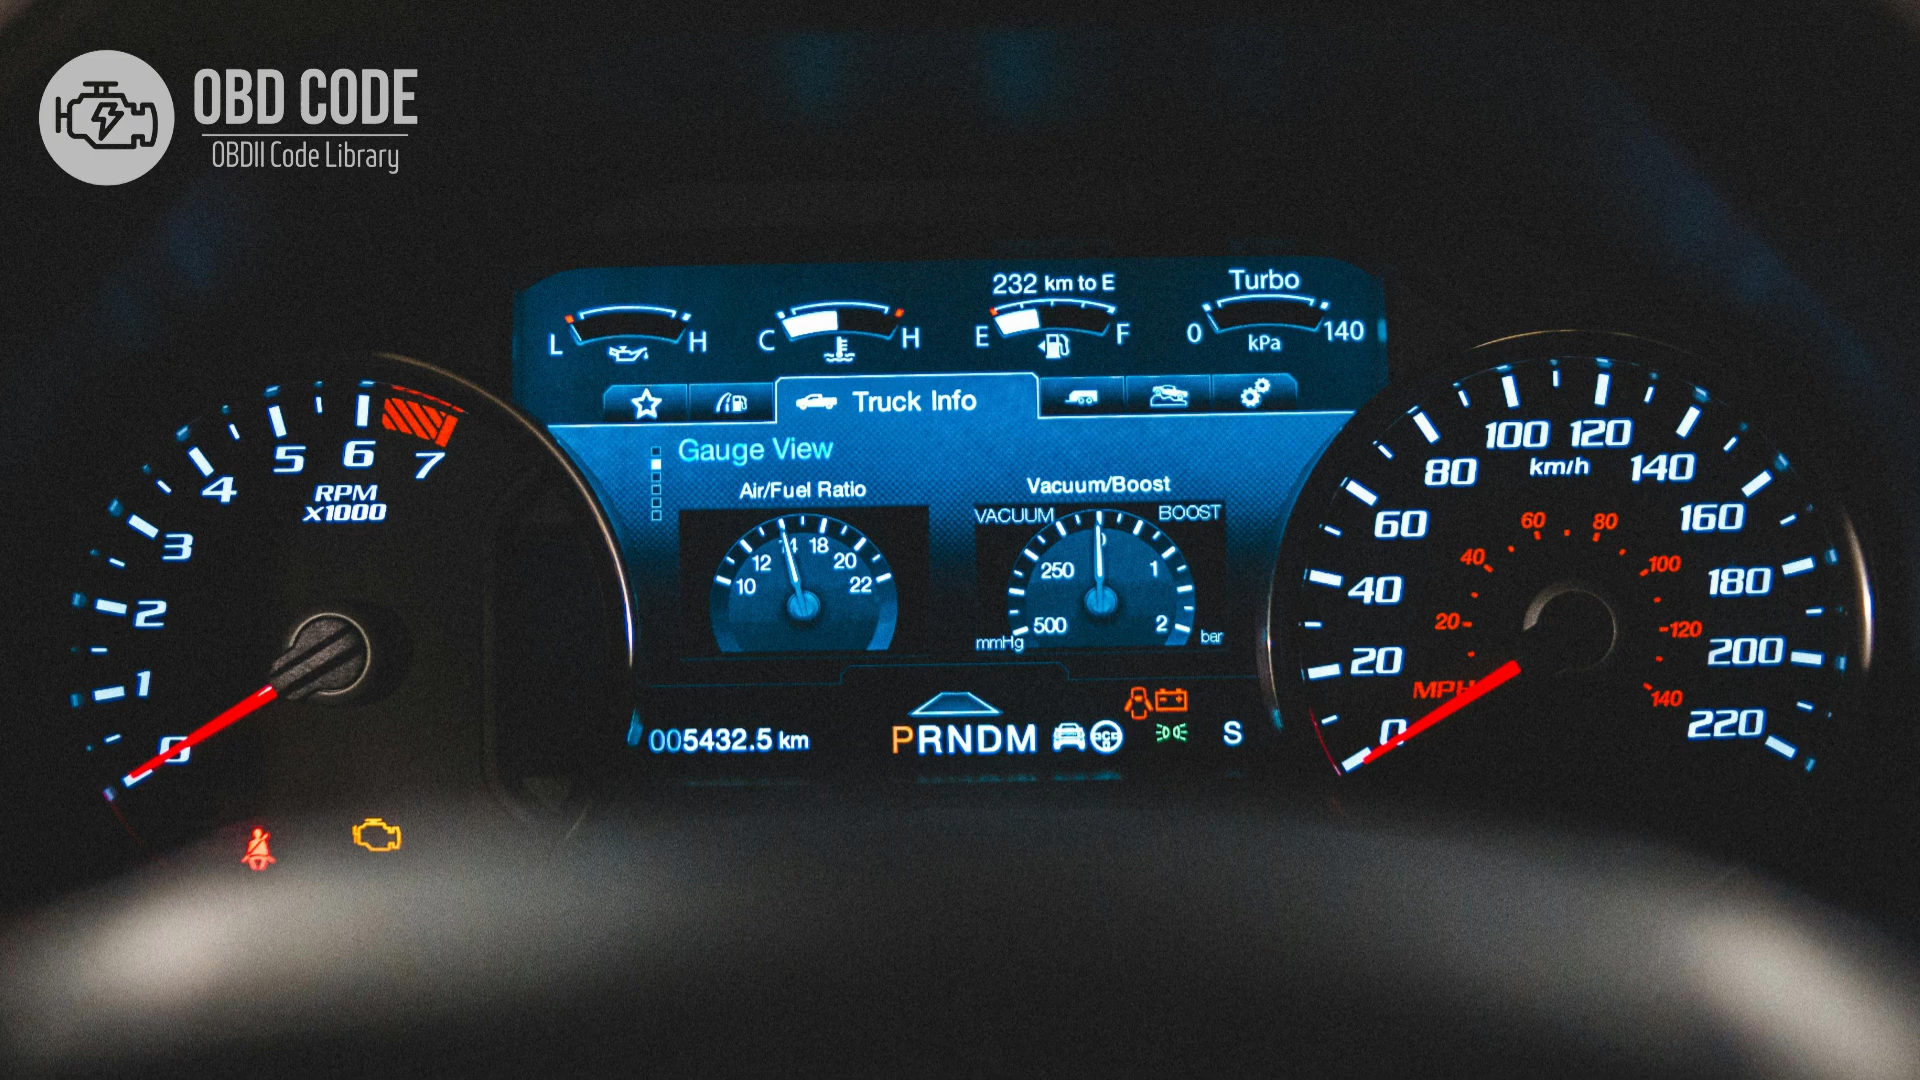 OBD CODE
OBDII Code Library
232 km to E
Turbo
L H
C H
E F
0 140
kPa
Truck Info
Gauge View
Air/Fuel Ratio
Vacuum/Boost
VACUUM BOOST
10 12 14 18 20 22
500 250 0 1 2
mmHg bar
0 1 2 3 4 5 6 7
RPM
X1000
0 20 40 60 80 100 120 140 160 180 200 220
km/h
20 40 60 80 100 120 140
MPH
005432.5 km
PRNDM
S